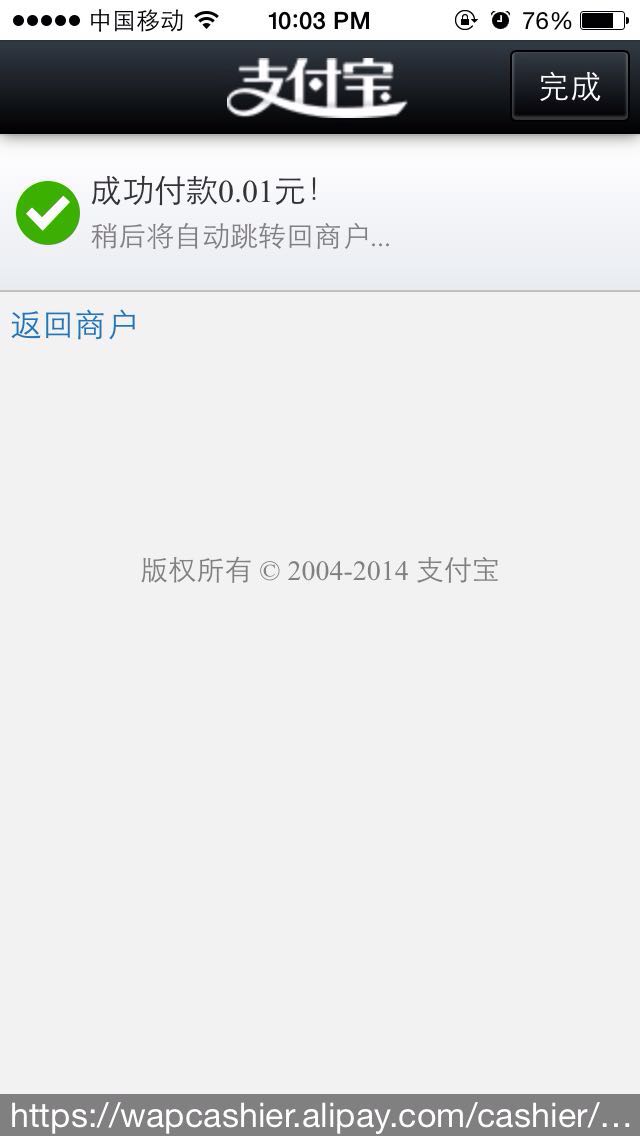 中国移动 10:03 PM 76%
支付宝 完成
成功付款0.01元!
稍后将自动跳转回商户...
返回商户
版权所有 © 2004-2014 支付宝
https://wapcashier.alipay.com/cashier/...